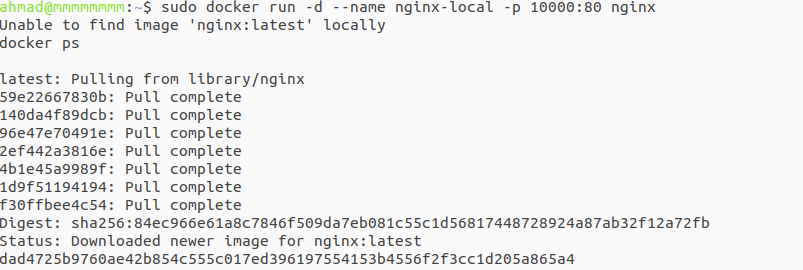 ahmad@mmmmmmmm:~$ sudo docker run -d --name nginx-local -p 10000:80 nginx
Unable to find image 'nginx:latest' locally
docker ps
latest: Pulling from library/nginx
59e22667830b: Pull complete
140da4f89dcb: Pull complete
96e47e70491e: Pull complete
2ef442a3816e: Pull complete
4b1e45a9989f: Pull complete
1d9f51194194: Pull complete
f30ffbee4c54: Pull complete
Digest: sha256:84ec966e61a8c7846f509da7eb081c55c1d56817448728924a87ab32f12a72fb
Status: Downloaded newer image for nginx:latest
dad4725b9760ae42b854c555c017ed396197554153b4556f2f3cc1d205a865a4